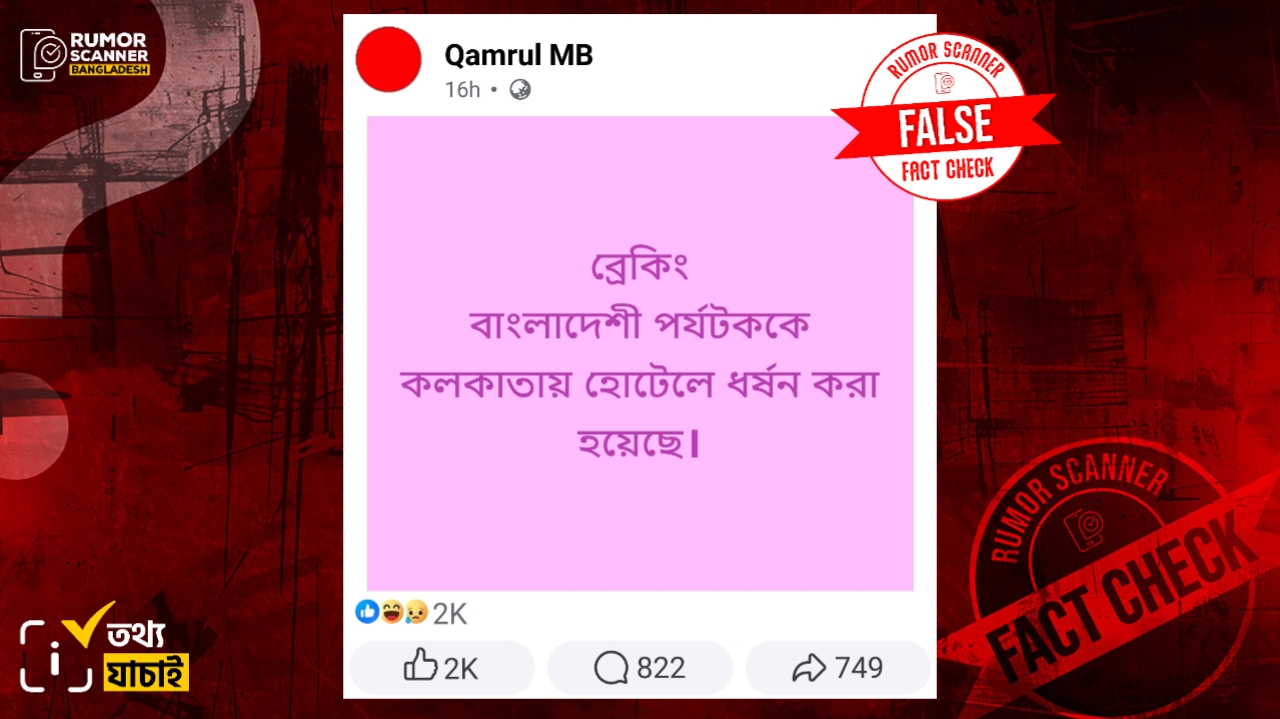 RUMOR
SCANNER
BANGLADESH
Qamrul MB
16h •
RUMOR SCANNER
FALSE
FACT CHECK
ব্রেকিং
বাংলাদেশী পর্যটককে
কলকাতায় হোটেলে ধর্ষন করা
হয়েছে।
2K
2K
822
749
তথ্য
যাচাই
RUMOR SCANNER
FACT CHECK